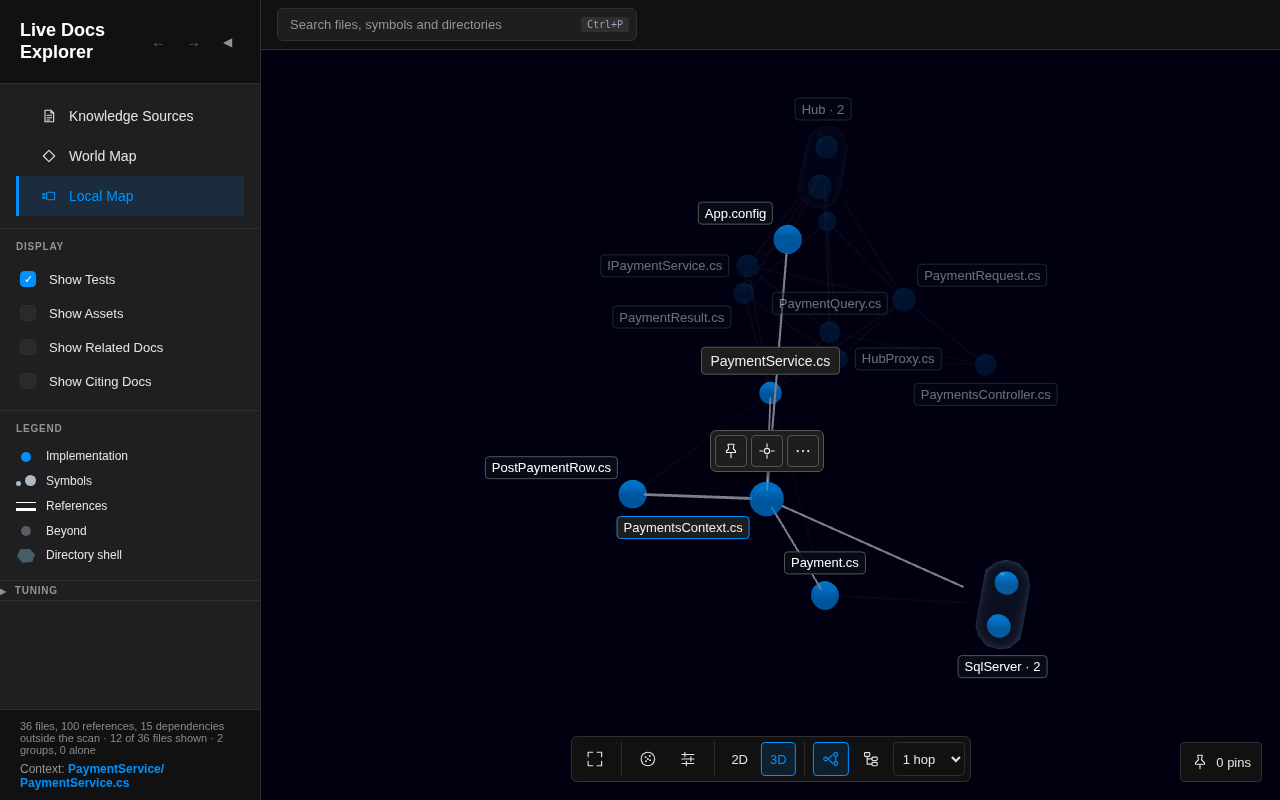 Live Docs
Explorer
Search files, symbols and directories
Ctrl+P
Knowledge Sources
World Map
Local Map
DISPLAY
Show Tests
Show Assets
Show Related Docs
Show Citing Docs
LEGEND
Implementation
Symbols
References
Beyond
Directory shell
TUNING
36 files, 100 references, 15 dependencies
outside the scan · 12 of 36 files shown · 2
groups, 0 alone
Context: PaymentService/
PaymentService.cs
Hub · 2
App.config
IPaymentService.cs
PaymentRequest.cs
PaymentQuery.cs
PaymentResult.cs
PaymentService.cs
HubProxy.cs
PaymentsController.cs
PostPaymentRow.cs
PaymentsContext.cs
Payment.cs
SqlServer · 2
2D
3D
1 hop
0 pins